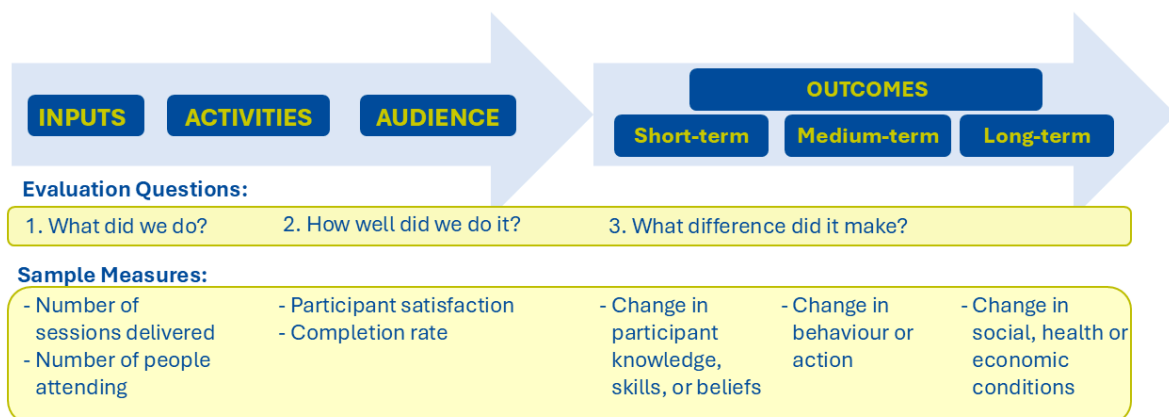 INPUTS
ACTIVITIES
AUDIENCE
OUTCOMES
Short-term
Medium-term
Long-term
Evaluation Questions:
1. What did we do?
2. How well did we do it?
3. What difference did it make?
Sample Measures:
- Number of
sessions delivered
- Number of people
attending
- Participant satisfaction
- Completion rate
- Change in
participant
knowledge,
skills, or beliefs
- Change in
behaviour or
action
- Change in
social, health or
economic
conditions